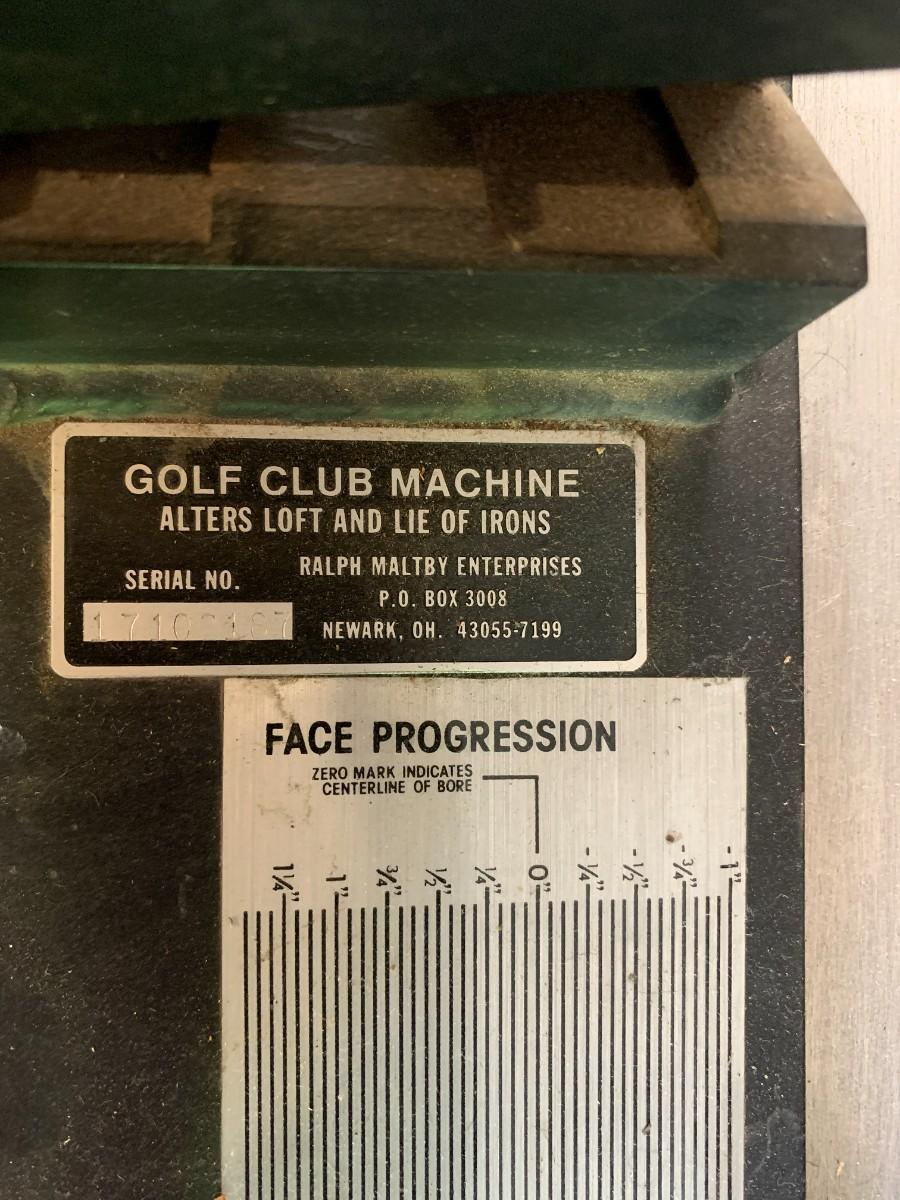 GOLF CLUB MACHINE
ALTERS LOFT AND LIE OF IRONS
SERIAL NO.
RALPH MALTBY ENTERPRISES
P.O. BOX 3008
NEWARK, OH. 43055-7199
FACE PROGRESSION
ZERO MARK INDICATES
CENTERLINE OF BORE
1¼" 1" ¾" ½" ¼" 0" -¼" -½" -¾" -1"